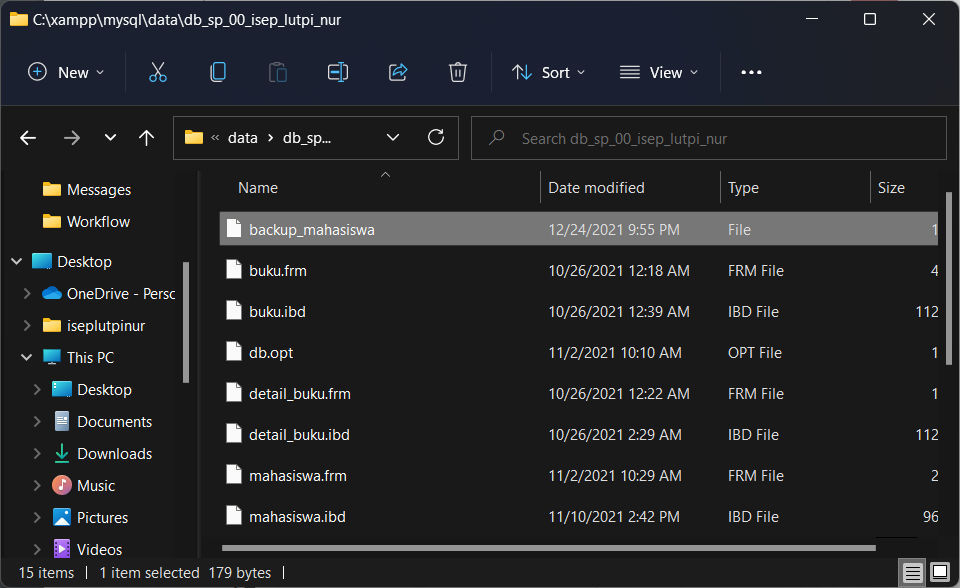 C:\xampp\mysql\data\db_sp_00_isep_lutpi_nur
New Sort View
« data > db_sp... Search db_sp_00_isep_lutpi_nur
Messages
Workflow
Desktop
OneDrive - Persc
iseplutpinur
This PC
Desktop
Documents
Downloads
Music
Pictures
Videos
Name Date modified Type Size
backup_mahasiswa 12/24/2021 9:55 PM File 1
buku.frm 10/26/2021 12:18 AM FRM File 4
buku.ibd 10/26/2021 12:39 AM IBD File 112
db.opt 11/2/2021 10:10 AM OPT File 1
detail_buku.frm 10/26/2021 12:22 AM FRM File 1
detail_buku.ibd 10/26/2021 2:29 AM IBD File 112
mahasiswa.frm 11/2/2021 10:29 AM FRM File 2
mahasiswa.ibd 11/10/2021 2:42 PM IBD File 96
15 items | 1 item selected 179 bytes |